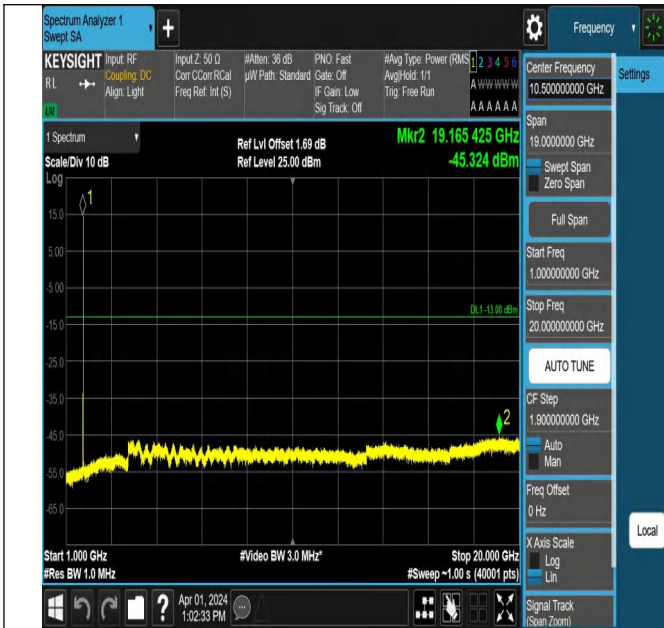 Spectrum Analyzer 1
Swept SA
+
Frequency
KEYSIGHT
RL
LXI
Input: RF
Coupling: DC
Align: Light
Input Z: 50 Ω
Corr CCorr RCal
Freq Ref: Int (S)
#Atten: 36 dB
µW Path: Standard
PNO: Fast
Gate: Off
IF Gain: Low
Sig Track: Off
#Avg Type: Power (RMS
Avg|Hold: 1/1
Trig: Free Run
1 2 3 4 5 6
A W W W W W
A A A A A A
1 Spectrum
Scale/Div 10 dB
Log
Ref Lvl Offset 1.69 dB
Ref Level 25.00 dBm
Mkr2 19.165 425 GHz
-45.324 dBm
1
15.0
5.00
-5.00
DL1 -13.00 dBm
-15.0
-25.0
-35.0
2
-45.0
-55.0
-65.0
Start 1.000 GHz
#Res BW 1.0 MHz
#Video BW 3.0 MHz*
Stop 20.000 GHz
#Sweep ~1.00 s (40001 pts)
?
Apr 01, 2024
1:02:33 PM
Center Frequency
10.500000000 GHz
Settings
Span
19.0000000 GHz
Swept Span
Zero Span
Full Span
Start Freq
1.000000000 GHz
Stop Freq
20.000000000 GHz
AUTO TUNE
CF Step
1.900000000 GHz
Auto
Man
Freq Offset
0 Hz
X Axis Scale
Log
Lin
Local
Signal Track
(Span Zoom)